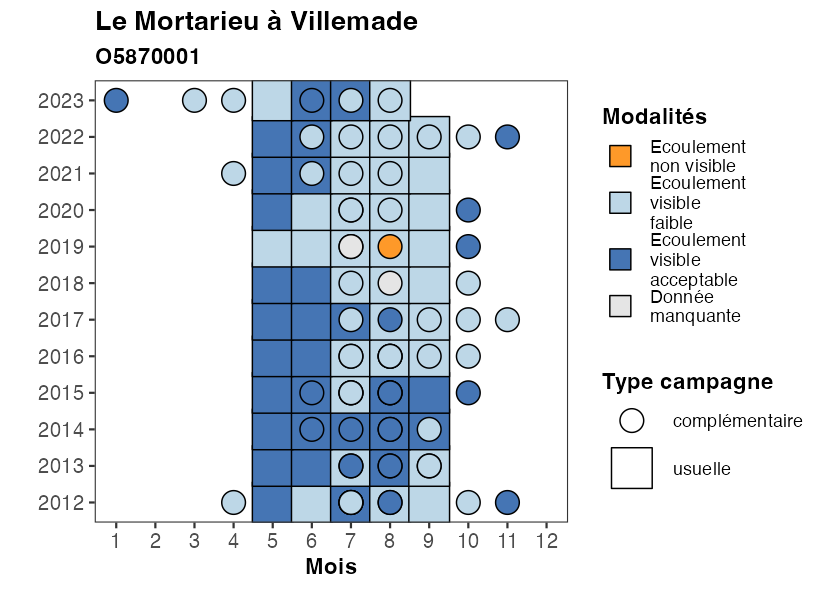 Le Mortarieu à Villemade
O5870001
2023
2022
2021
2020
2019
2018
2017
2016
2015
2014
2013
2012
1 2 3 4 5 6 7 8 9 10 11 12
Mois
Modalités
Ecoulement
non visible
Ecoulement
visible
faible
Ecoulement
visible
acceptable
Donnée
manquante
Type campagne
complémentaire
usuelle